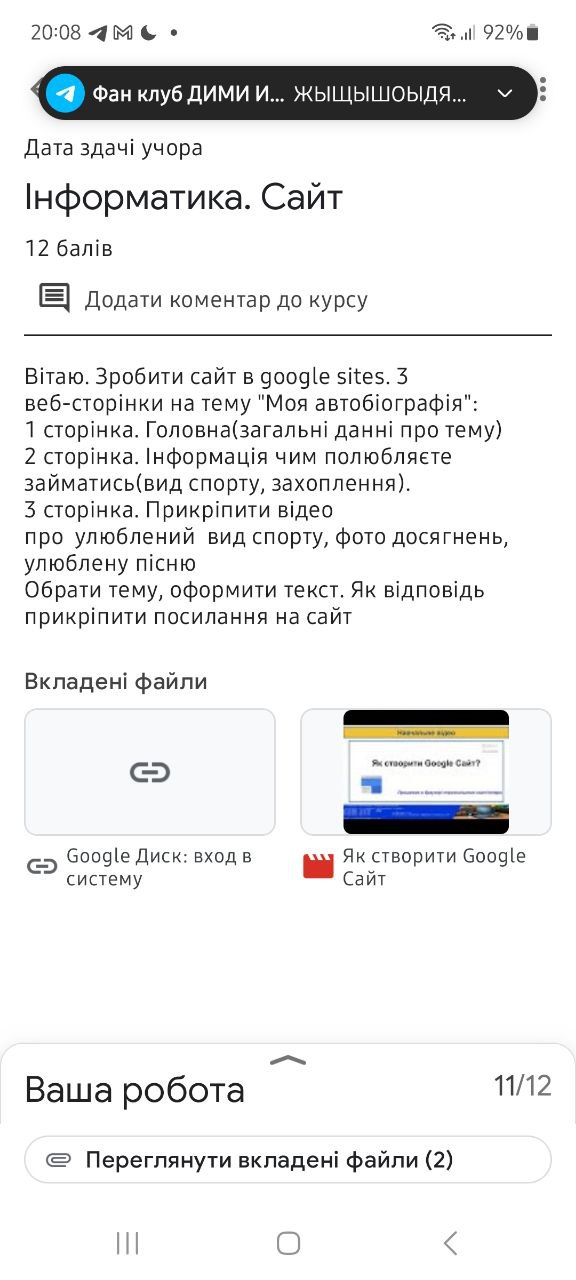 20:08
92%
Фан клуб ДИМИ И... ЖЫЩЫШОЫДЯ...
Дата здачі учора
Інформатика. Сайт
12 балів
Додати коментар до курсу
Вітаю. Зробити сайт в google sites. 3
веб-сторінки на тему "Моя автобіографія":
1 сторінка. Головна(загальні данні про тему)
2 сторінка. Інформація чим полюбляєте
займатись(вид спорту, захоплення).
3 сторінка. Прикріпити відео
про улюблений вид спорту, фото досягнень,
улюблену пісню
Обрати тему, оформити текст. Як відповідь
прикріпити посилання на сайт
Вкладені файли
Навчальне відео
Як створити Google Сайт?
Google Диск: вход в
систему
Як створити Google
Сайт
Ваша робота
11/12
Переглянути вкладені файли (2)